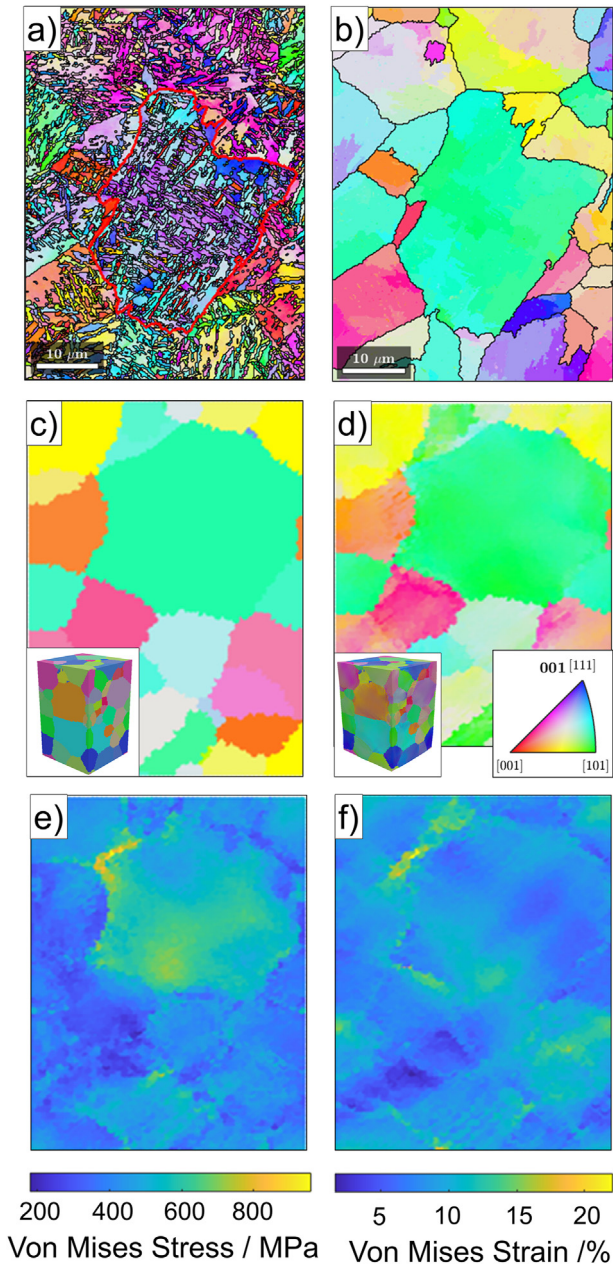 a) b)
10 μm 10 μm
c) d)
001 [111]
[001] [101]
e) f)
200 400 600 800 5 10 15 20
Von Mises Stress / MPa Von Mises Strain /%